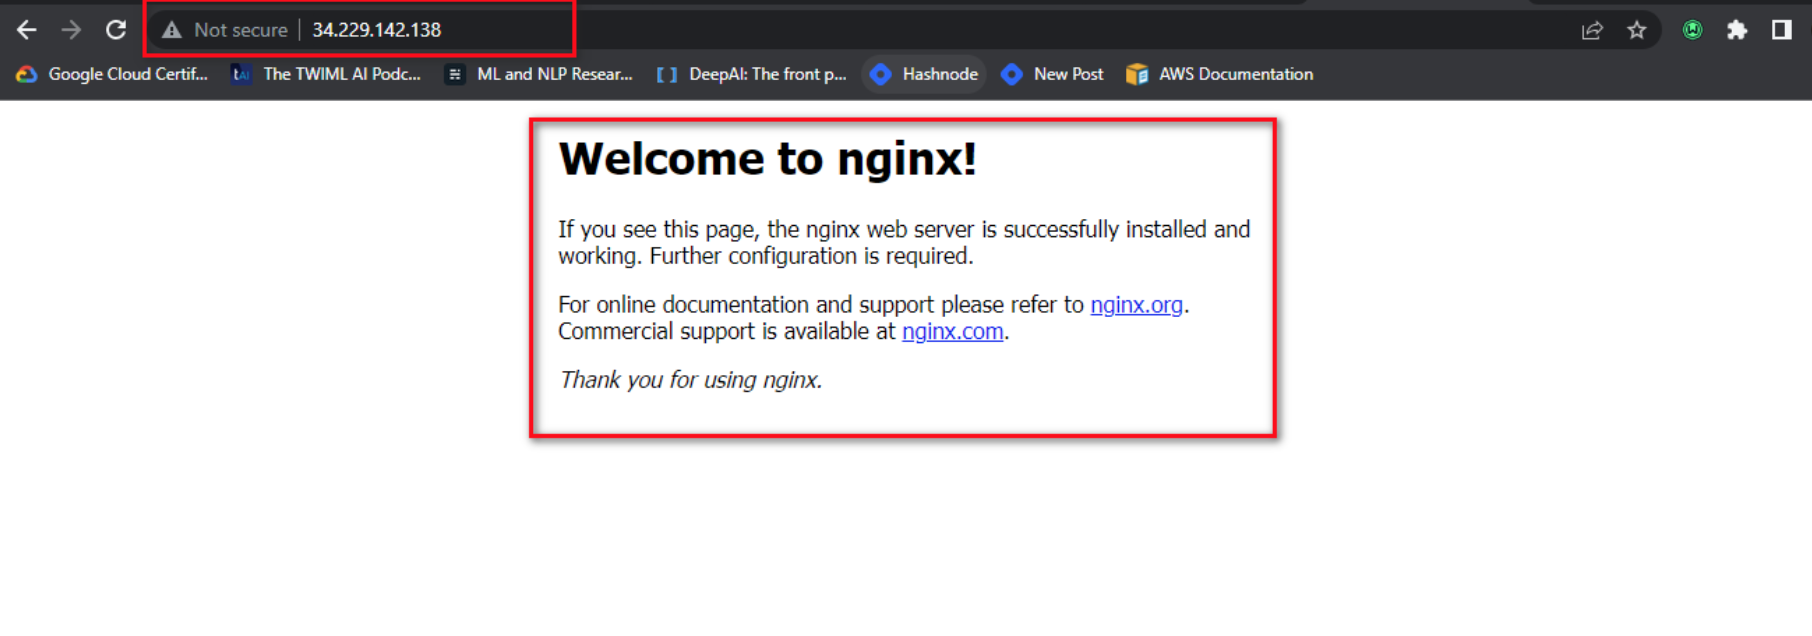 Not secure | 34.229.142.138
Google Cloud Certif... tAI The TWIML AI Podc... ML and NLP Resear... DeepAI: The front p... Hashnode New Post AWS Documentation
Welcome to nginx!
If you see this page, the nginx web server is successfully installed and
working. Further configuration is required.
For online documentation and support please refer to nginx.org.
Commercial support is available at nginx.com.
Thank you for using nginx.